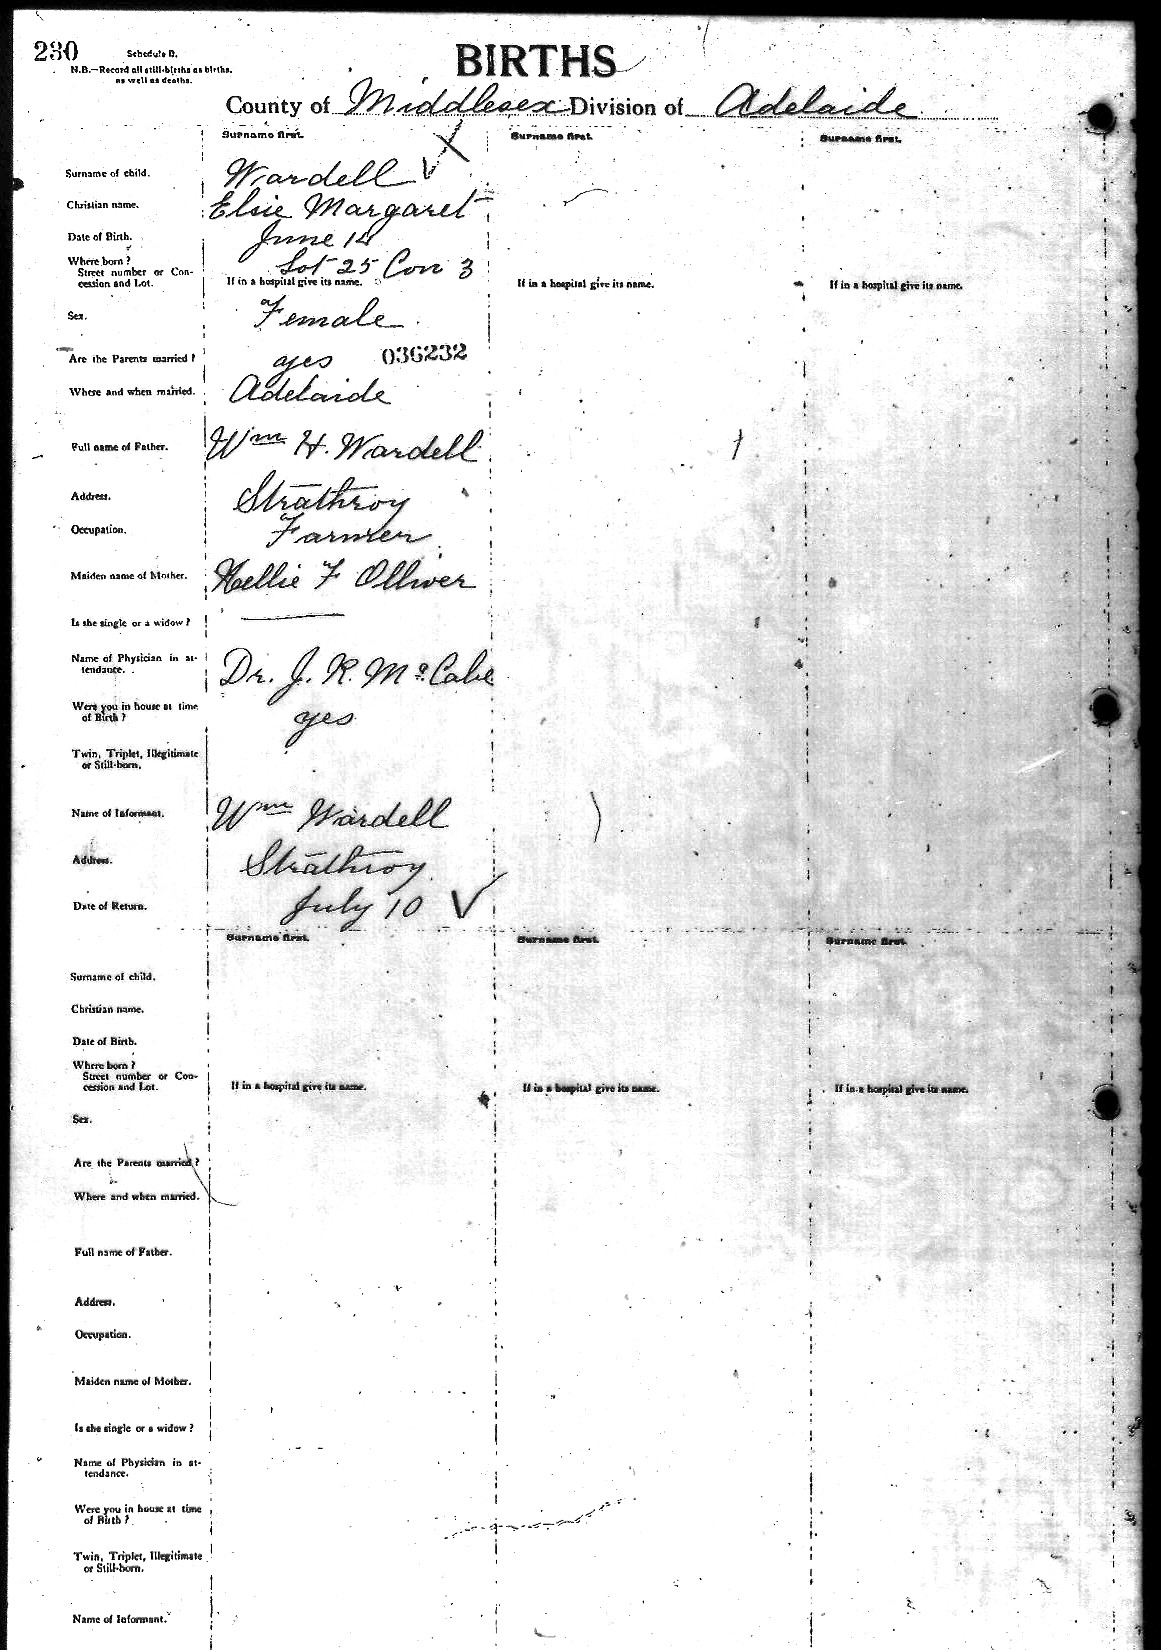 230
Schedule D.
N.B.—Record all still-births as births.
as well as deaths.
BIRTHS
County of Middlesex Division of Adelaide
Surname first. Surname first. Surname first.
Surname of child. Wardell
Christian name. Elsie Margaret
Date of Birth. June 14
Where born? Lot 25 Con 3
Street number or Con-
cession and Lot. If in a hospital give its name. If in a hospital give its name. If in a hospital give its name.
Sex. Female
Are the Parents married? yes 036232
Where and when married. Adelaide
Full name of Father. Wm H. Wardell
Address. Strathroy
Occupation. Farmer
Maiden name of Mother. Nellie F Olliver
Is she single or a widow? —
Name of Physician in at-
tendance. Dr. J. R. McCabe
Were you in house at time
of Birth? yes
Twin, Triplet, Illegitimate
or Still-born.
Name of Informant. Wm Wardell
Address. Strathroy
Date of Return. July 10
Surname first. Surname first. Surname first.
Surname of child.
Christian name.
Date of Birth.
Where born?
Street number or Con-
cession and Lot. If in a hospital give its name. If in a hospital give its name. If in a hospital give its name.
Sex.
Are the Parents married?
Where and when married.
Full name of Father.
Address.
Occupation.
Maiden name of Mother.
Is she single or a widow?
Name of Physician in at-
tendance.
Were you in house at time
of Birth?
Twin, Triplet, Illegitimate
or Still-born.
Name of Informant.